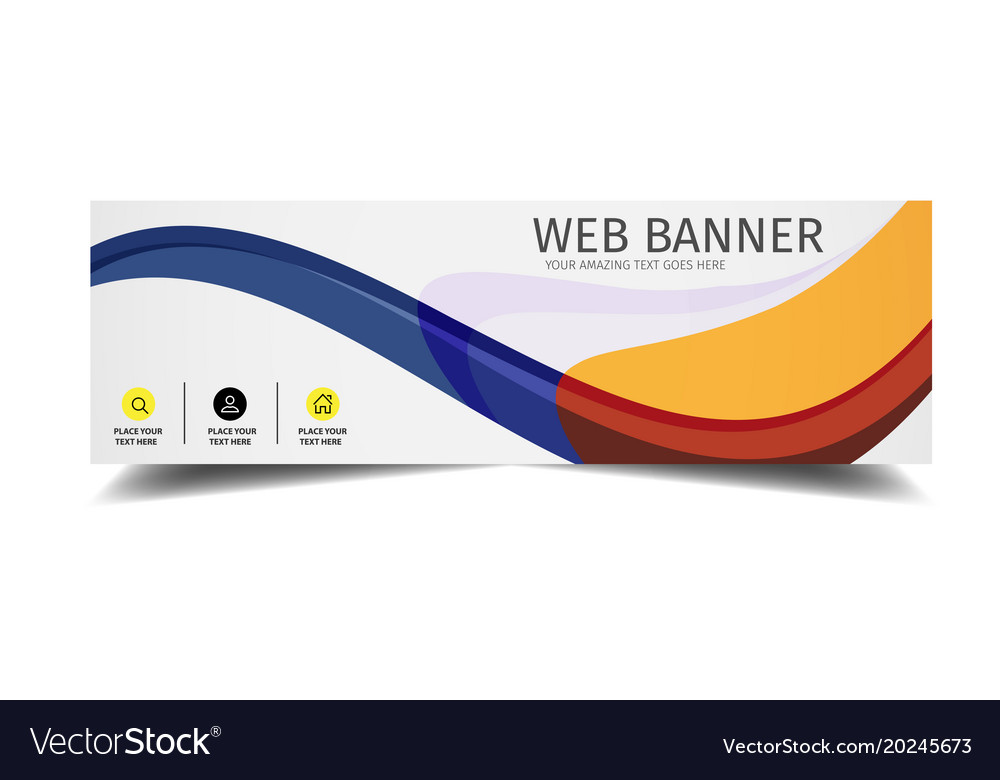 WEB BANNER
YOUR AMAZING TEXT GOES HERE
PLACE YOUR
TEXT HERE
PLACE YOUR
TEXT HERE
PLACE YOUR
TEXT HERE
VectorStock®
VectorStock.com/20245673